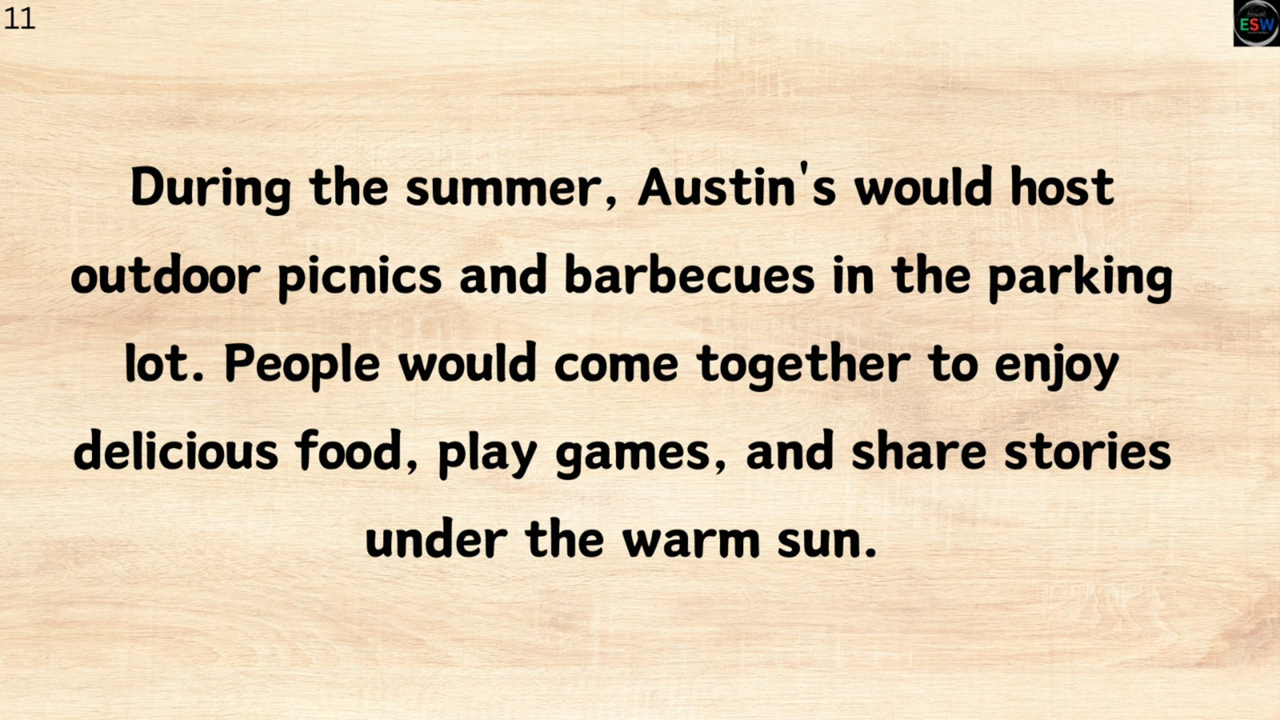 11
ESW
During the summer, Austin's would host
outdoor picnics and barbecues in the parking
lot. People would come together to enjoy
delicious food, play games, and share stories
under the warm sun.